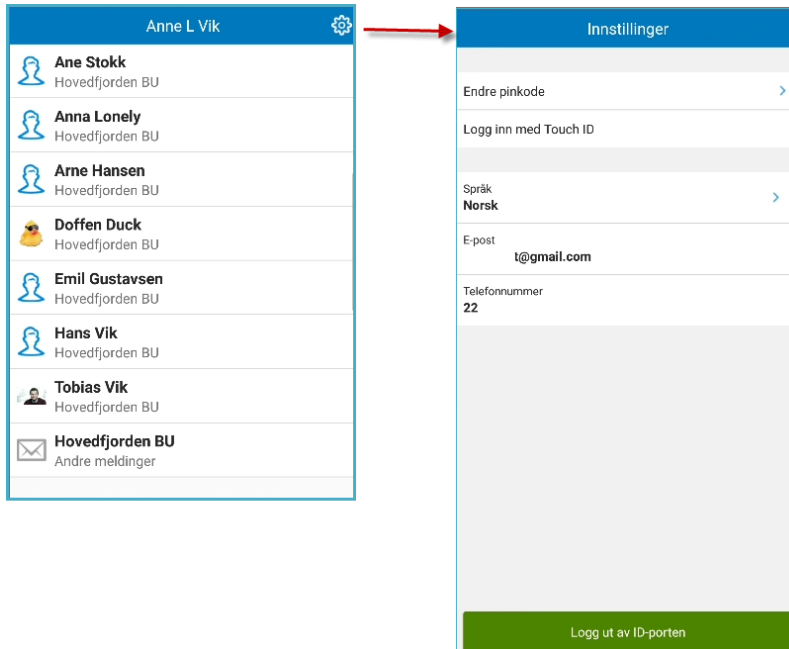 Anne L Vik
Ane Stokk
Hovedfjorden BU
Anna Lonely
Hovedfjorden BU
Arne Hansen
Hovedfjorden BU
Doffen Duck
Hovedfjorden BU
Emil Gustavsen
Hovedfjorden BU
Hans Vik
Hovedfjorden BU
Tobias Vik
Hovedfjorden BU
Hovedfjorden BU
Andre meldinger
Innstillinger
Endre pinkode
Logg inn med Touch ID
Språk
Norsk
E-post
t@gmail.com
Telefonnummer
22
Logg ut av ID-porten